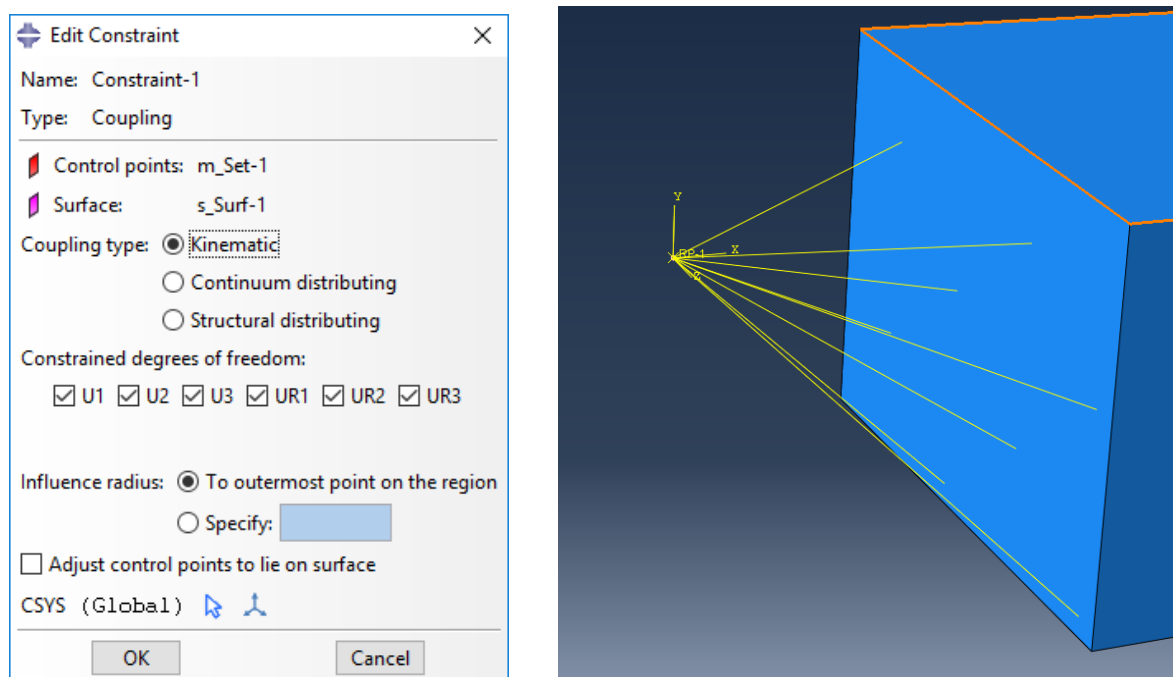 Edit Constraint
Name: Constraint-1
Type: Coupling
Control points: m_Set-1
Surface: s_Surf-1
Coupling type: Kinematic
Continuum distributing
Structural distributing
Constrained degrees of freedom:
U1 U2 U3 UR1 UR2 UR3
Influence radius: To outermost point on the region
Specify:
Adjust control points to lie on surface
CSYS (Global)
OK Cancel
Y
RP-1 X
Z